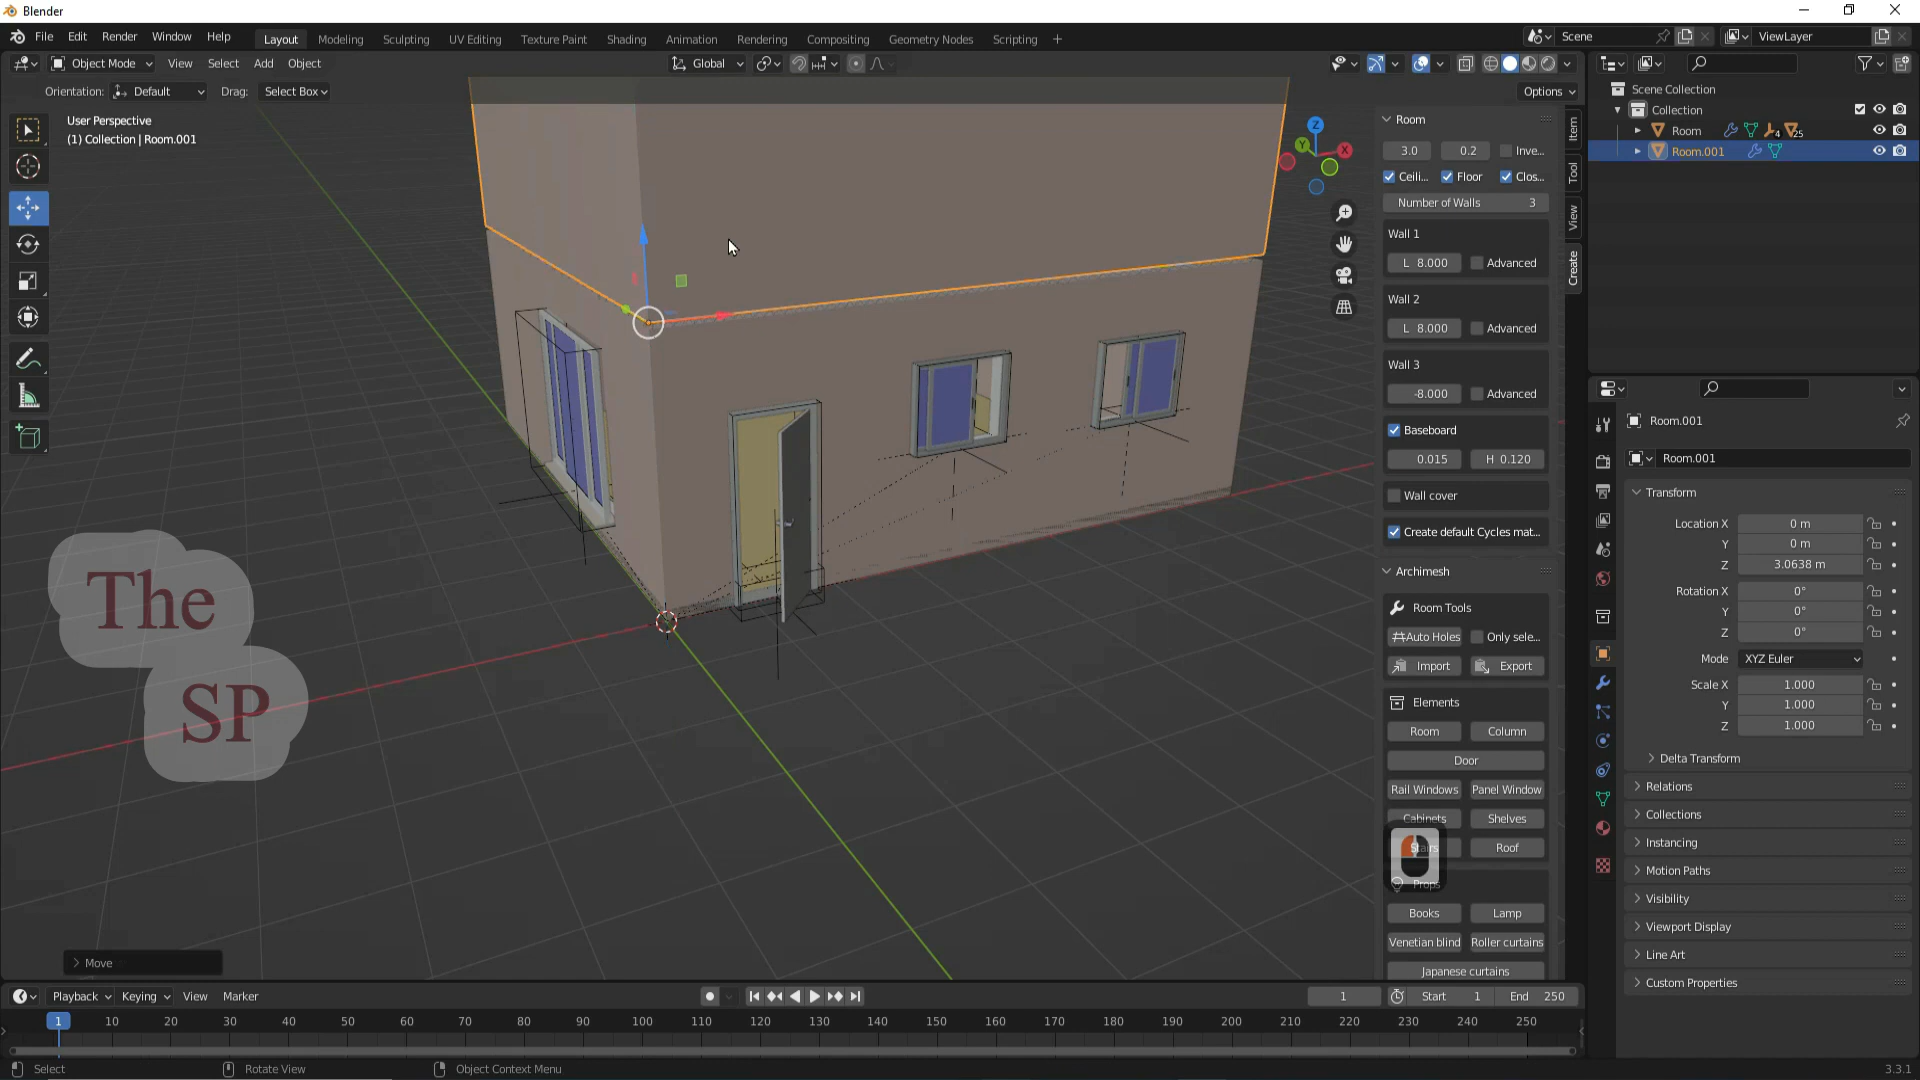 Blender
File Edit Render Window Help
Layout Modeling Sculpting UV Editing Texture Paint Shading Animation Rendering Compositing Geometry Nodes Scripting +
Scene
ViewLayer
Object Mode View Select Add Object
Global
Orientation: Default Drag: Select Box
Options
User Perspective
(1) Collection | Room.001
Z
Y
X
Item
Tool
View
Create
Room
3.0 0.2 Inve...
Ceili... Floor Clos...
Number of Walls 3
Wall 1
L 8.000 Advanced
Wall 2
L 8.000 Advanced
Wall 3
-8.000 Advanced
Baseboard
0.015 H 0.120
Wall cover
Create default Cycles mat...
Archimesh
Room Tools
Auto Holes Only sele...
Import Export
Elements
Room Column
Door
Rail Windows Panel Window
Cabinets Shelves
Stairs Roof
Props
Books Lamp
Venetian blind Roller curtains
Japanese curtains
Scene Collection
Collection
Room 4 25
Room.001
Room.001
Room.001
Transform
Location X 0 m
Y 0 m
Z 3.0638 m
Rotation X 0°
Y 0°
Z 0°
Mode XYZ Euler
Scale X 1.000
Y 1.000
Z 1.000
Delta Transform
Relations
Collections
Instancing
Motion Paths
Visibility
Viewport Display
Line Art
Custom Properties
The
SP
Move
Playback Keying View Marker
1 Start 1 End 250
1 10 20 30 40 50 60 70 80 90 100 110 120 130 140 150 160 170 180 190 200 210 220 230 240 250
Select Rotate View Object Context Menu
3.3.1